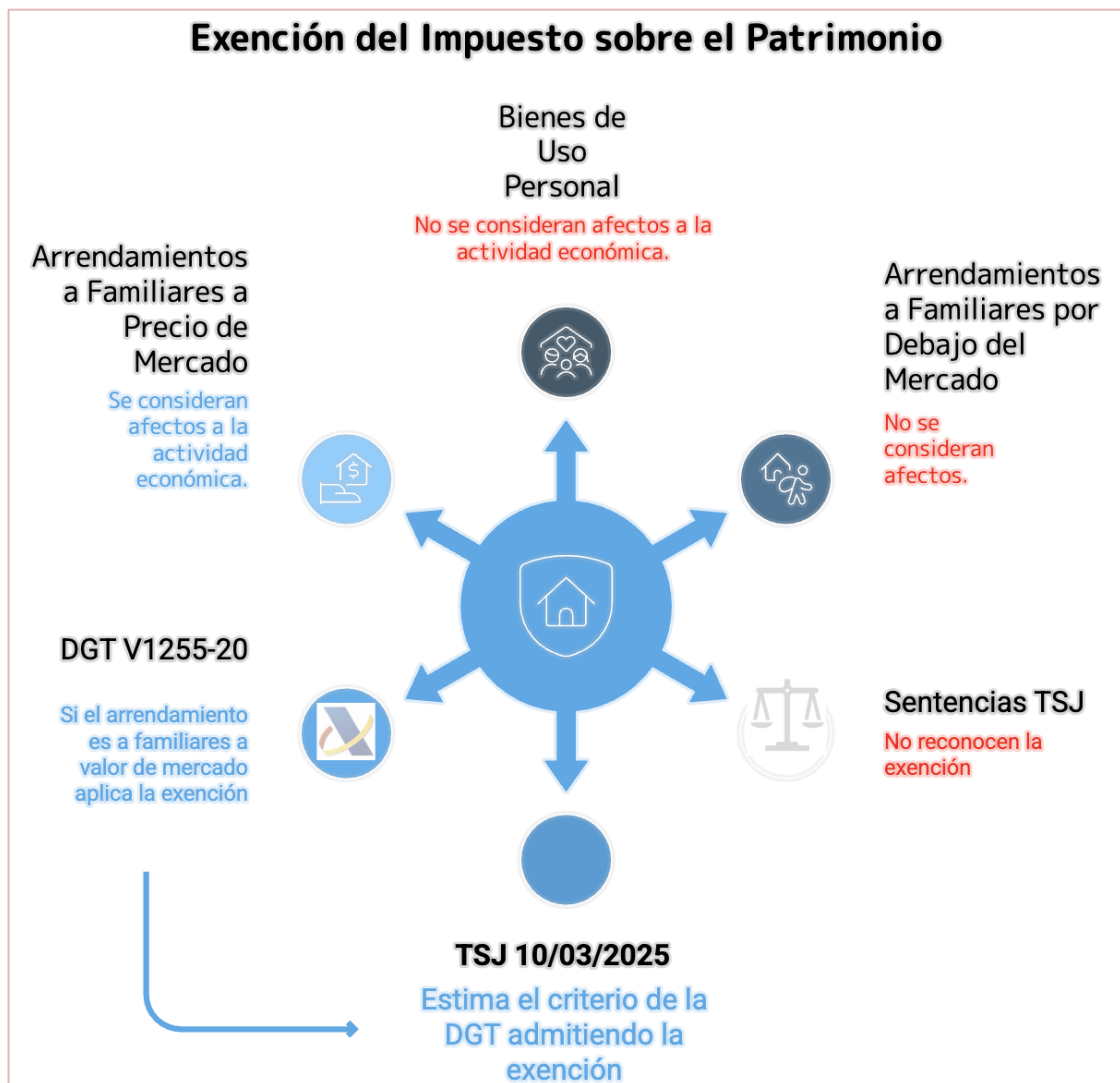 Exención del Impuesto sobre el Patrimonio
Bienes de
Uso
Personal
No se consideran afectos a la
actividad económica.
Arrendamientos
a Familiares a
Precio de
Mercado
Se consideran
afectos a la
actividad
económica.
Arrendamientos
a Familiares por
Debajo del
Mercado
No se
consideran
afectos.
$
DGT V1255-20
Si el arrendamiento
es a familiares a
valor de mercado
aplica la exención
Sentencias TSJ
No reconocen la
exención
TSJ 10/03/2025
Estima el criterio de la
DGT admitiendo la
exención